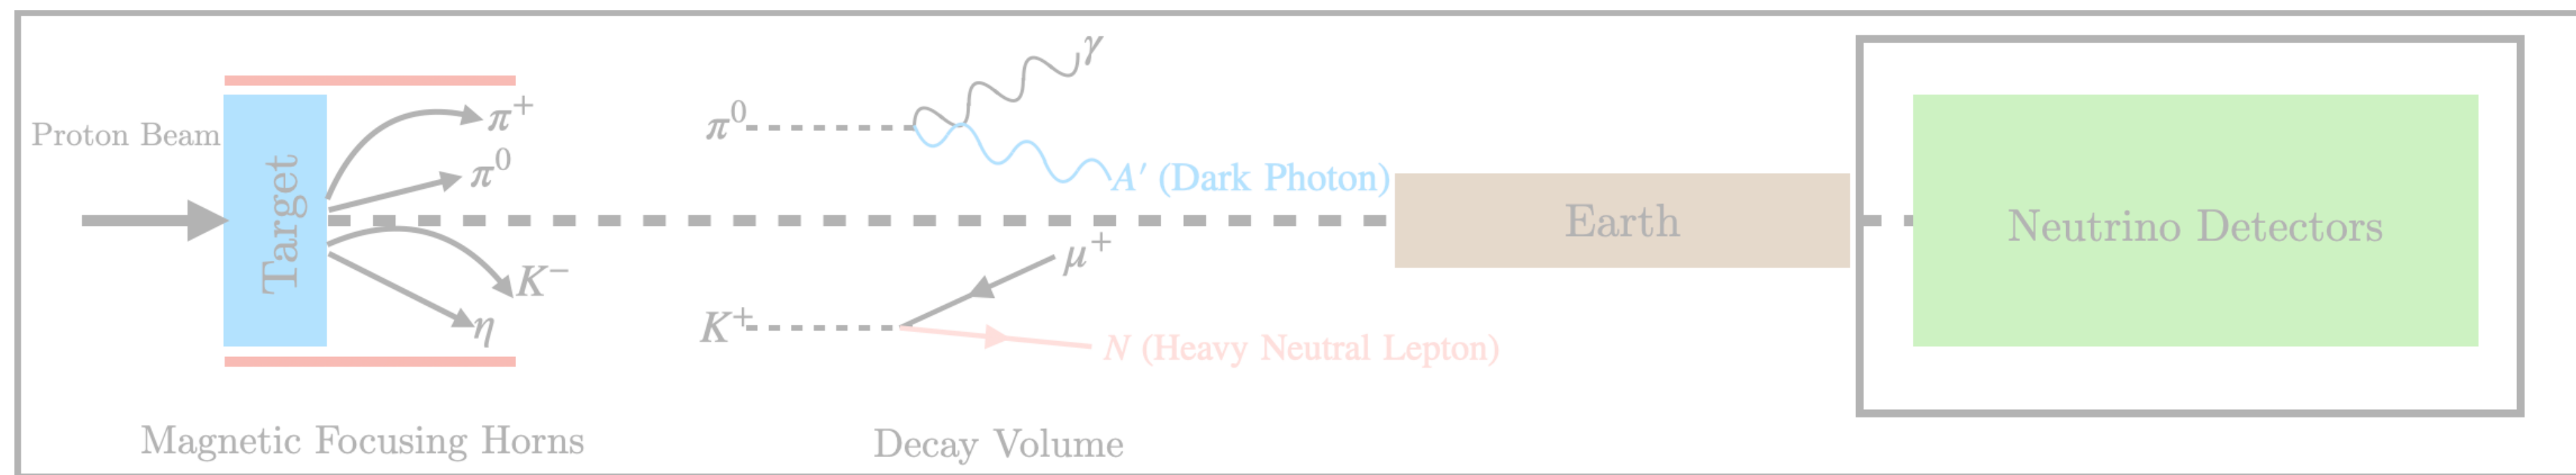 Proton Beam
Target
π⁺
π⁰
K⁻
η
Magnetic Focusing Horns
π⁰
γ
A′ (Dark Photon)
K⁺
μ⁺
N (Heavy Neutral Lepton)
Decay Volume
Earth
Neutrino Detectors